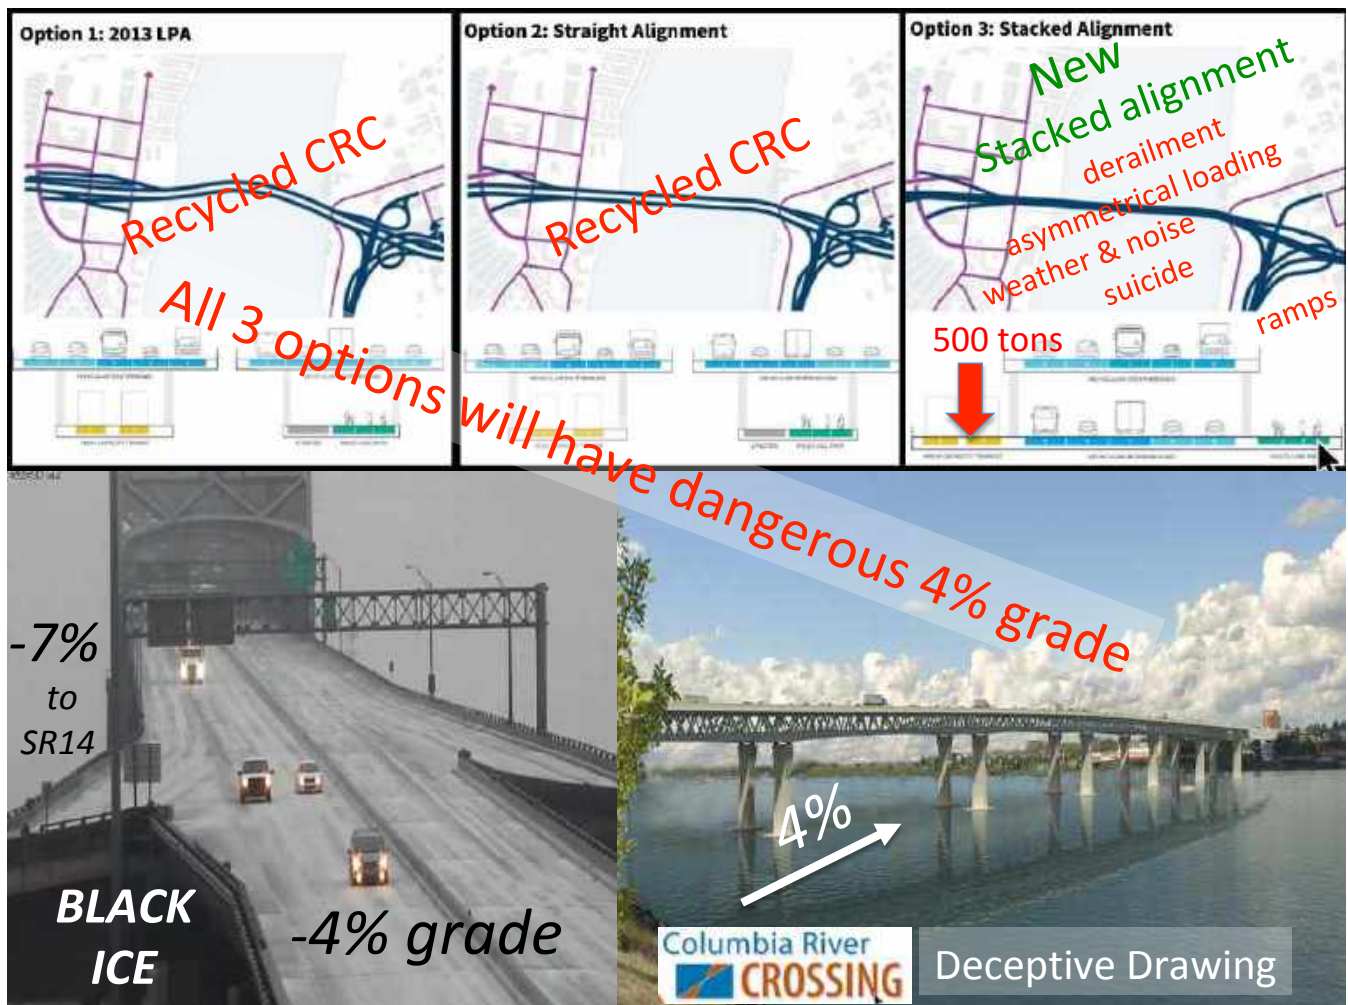 Option 1: 2013 LPA
Recycled CRC
Option 2: Straight Alignment
Recycled CRC
Option 3: Stacked Alignment
New
Stacked alignment
derailment
asymmetrical loading
weather & noise
suicide
ramps
500 tons
All 3 options will have dangerous 4% grade
-7%
to
SR14
BLACK
ICE
-4% grade
4%
Columbia River
CROSSING
Deceptive Drawing